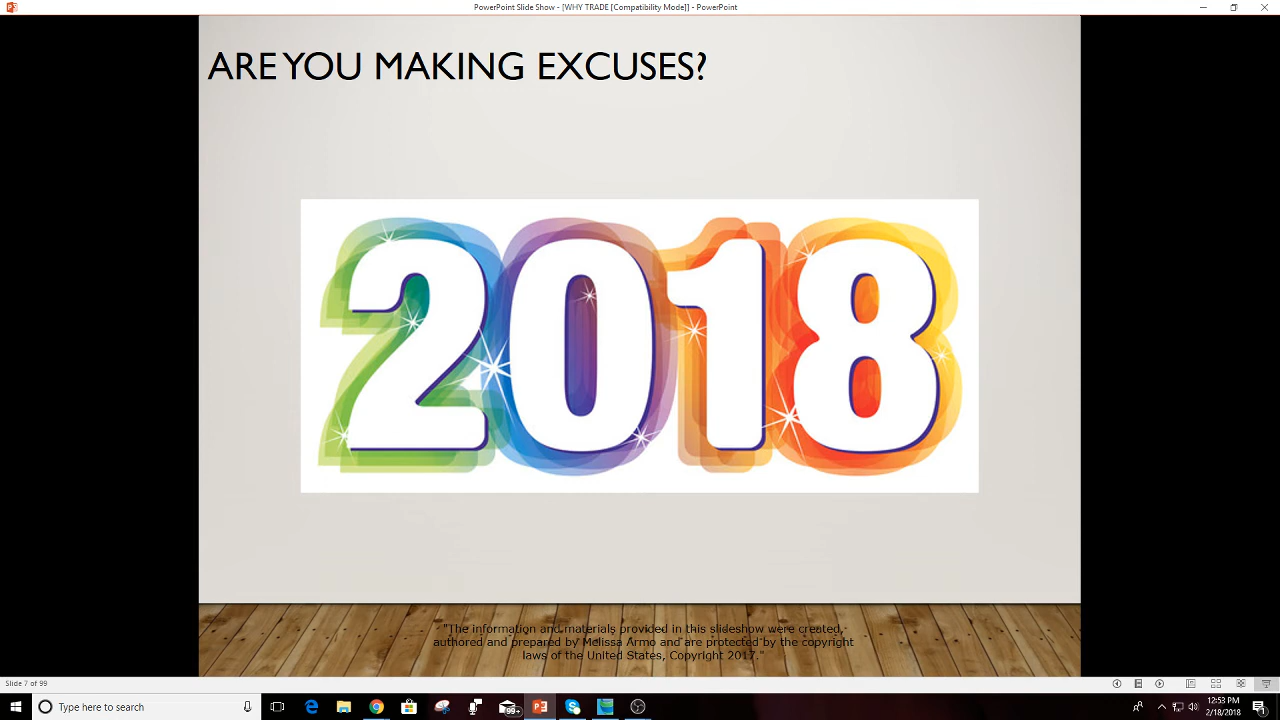 PowerPoint Slide Show - [WHY TRADE [Compatibility Mode]] - PowerPoint
ARE YOU MAKING EXCUSES?
2018
"The information and materials provided in this slideshow were created,
authored and prepared by Melissa Armo and are protected by the copyright
laws of the United States, Copyright 2017."
Slide 7 of 99
Type here to search
99+
12:53 PM
2/18/2018
1